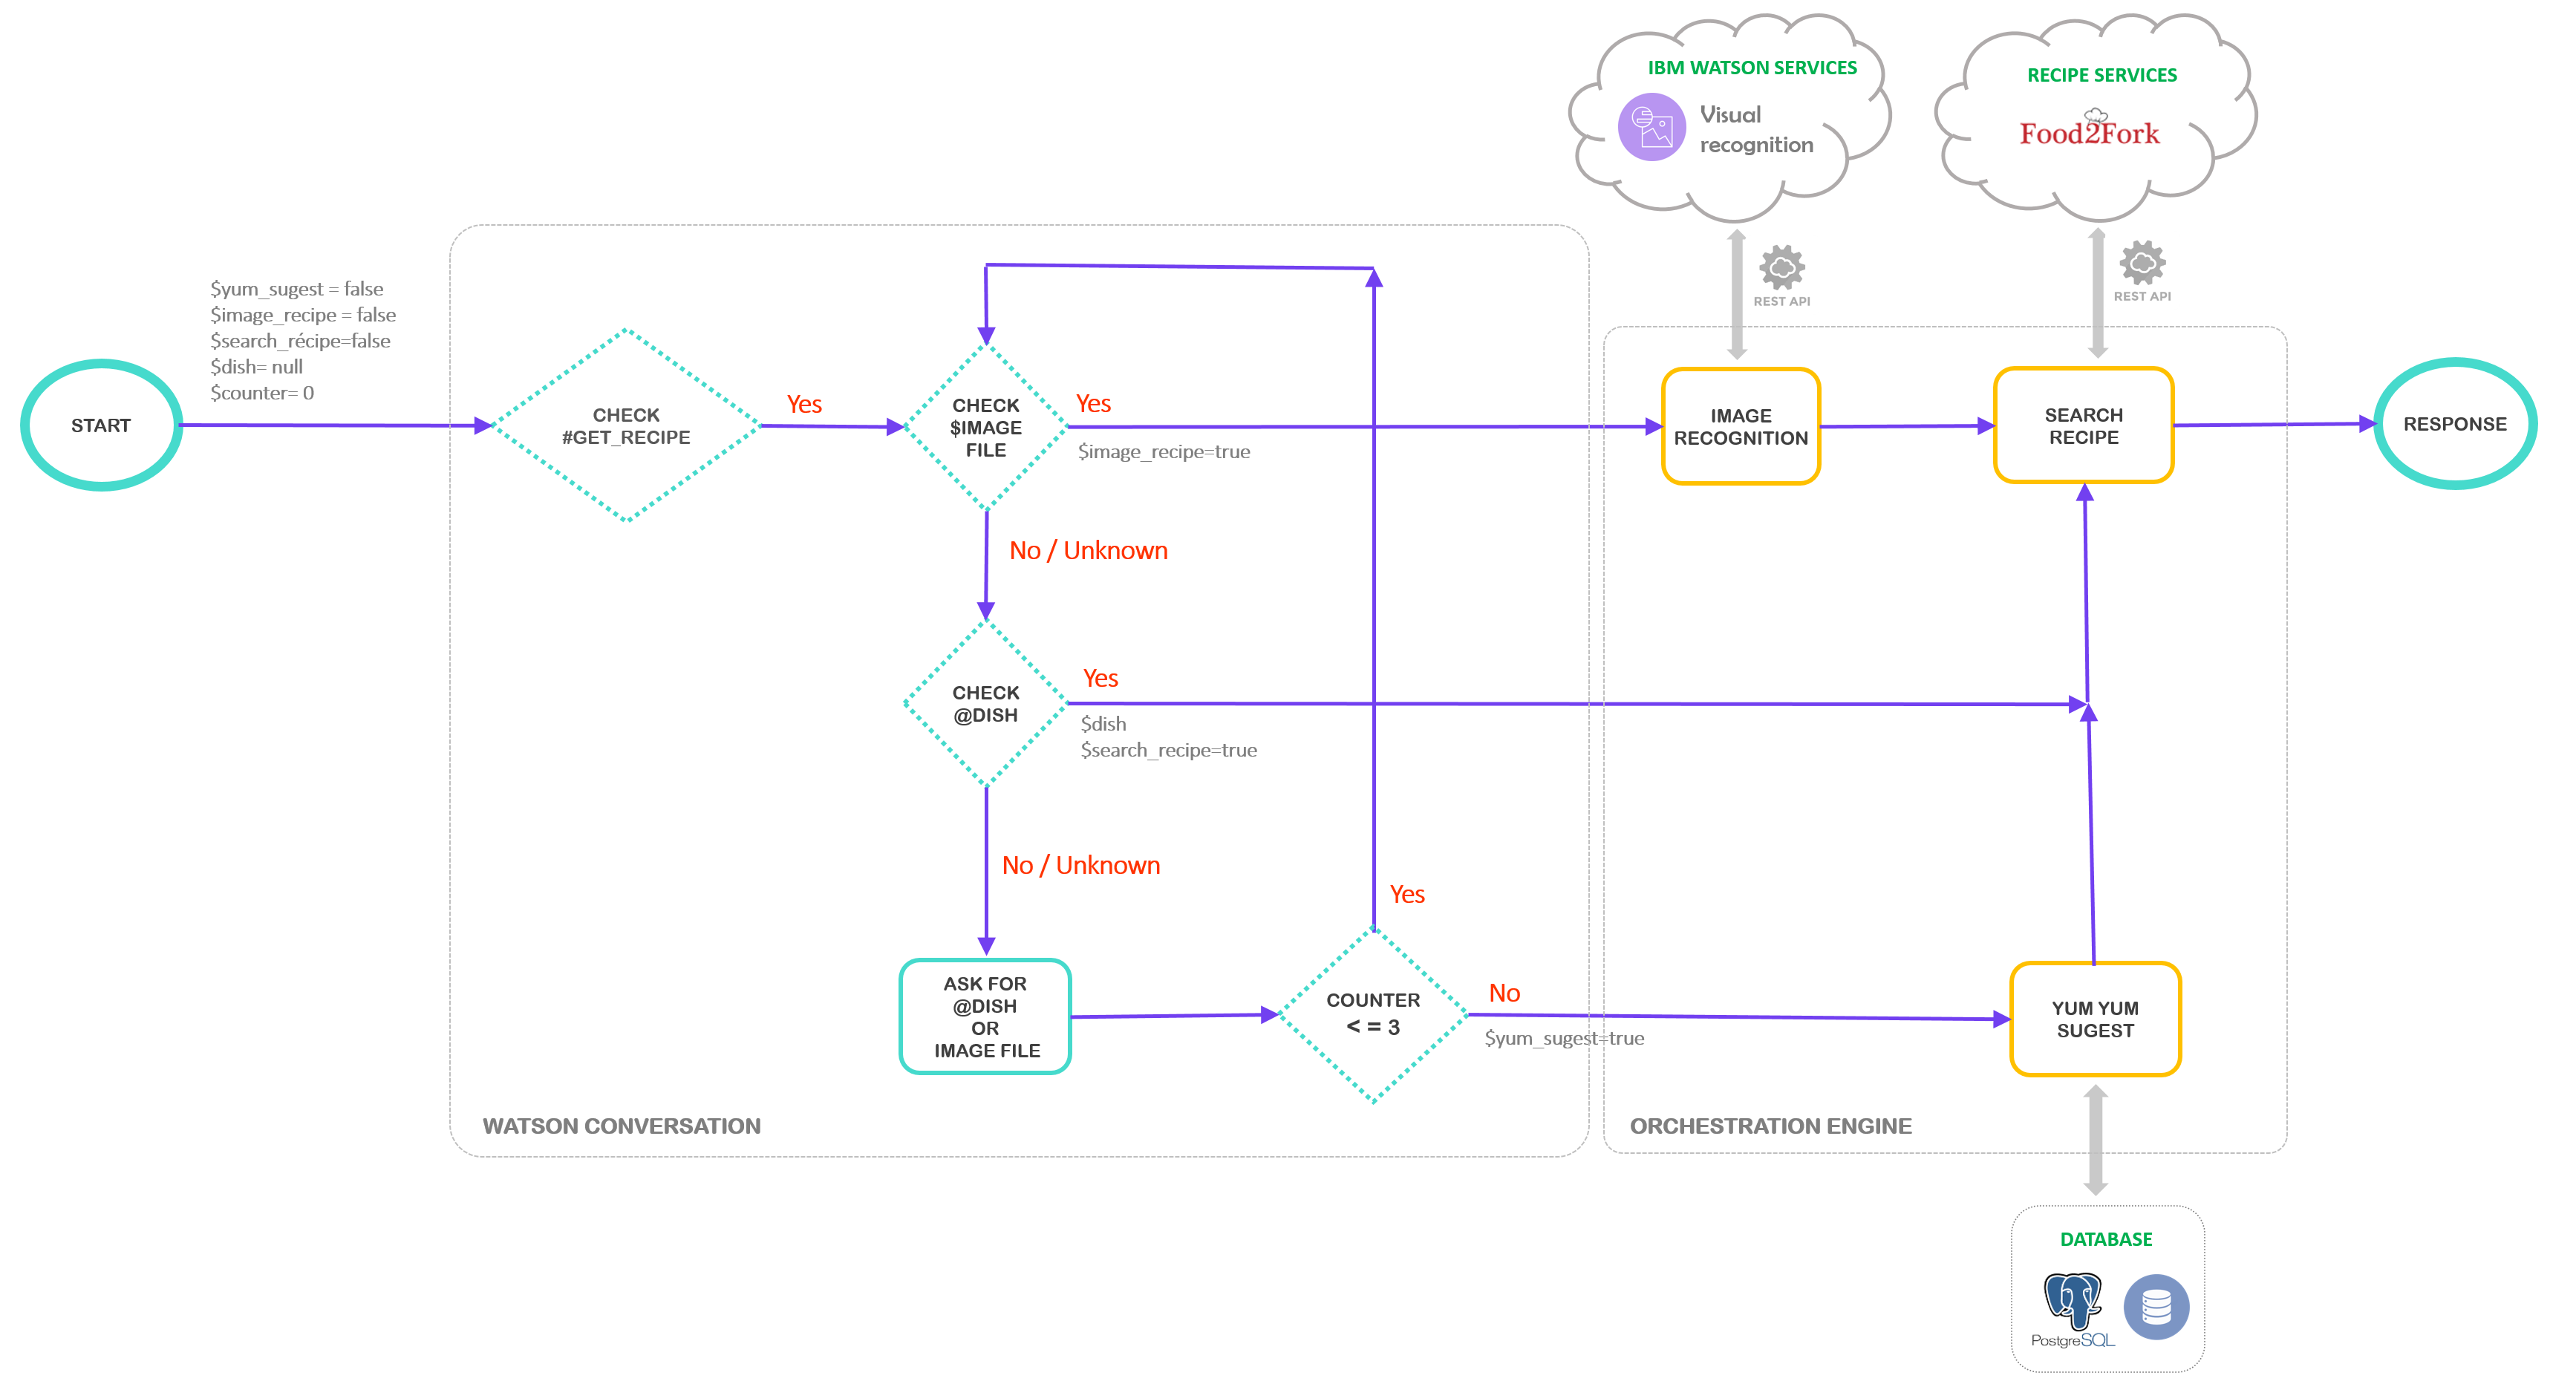 IBM WATSON SERVICES
Visual
recognition
RECIPE SERVICES
Food2Fork
REST API
REST API
$yum_sugest = false
$image_recipe = false
$search_récipe=false
$dish= null
$counter= 0
START
CHECK
#GET_RECIPE
Yes
CHECK
$IMAGE
FILE
Yes
$image_recipe=true
IMAGE
RECOGNITION
SEARCH
RECIPE
RESPONSE
No / Unknown
CHECK
@DISH
Yes
$dish
$search_recipe=true
No / Unknown
ASK FOR
@DISH
OR
IMAGE FILE
Yes
COUNTER
< = 3
No
$yum_sugest=true
YUM YUM
SUGEST
WATSON CONVERSATION
ORCHESTRATION ENGINE
DATABASE
PostgreSQL